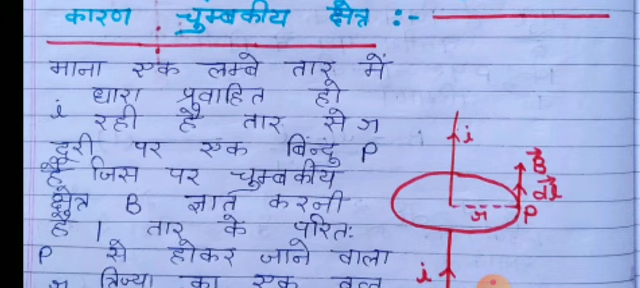 कारण चुम्बकीय क्षेत्र :-
माना एक लम्बे तार में
i धारा प्रवाहित हो
रही है तार से r
दूरी पर एक बिन्दु P
है जिस पर चुम्बकीय
क्षेत्र B ज्ञात करनी
है । तार के परितः
P से होकर जाने वाला
r त्रिज्या का एक वृत्त
i
B
dl
r
P
i